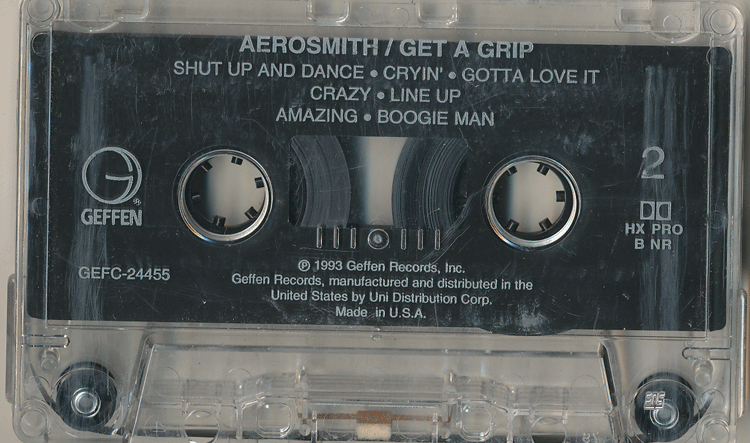 AEROSMITH / GET A GRIP
SHUT UP AND DANCE • CRYIN' • GOTTA LOVE IT
CRAZY • LINE UP
AMAZING • BOOGIE MAN
2
G
®
GEFFEN
HX PRO
B NR
GEFC-24455
℗ 1993 Geffen Records, Inc.
Geffen Records, manufactured and distributed in the
United States by Uni Distribution Corp.
Made in U.S.A.